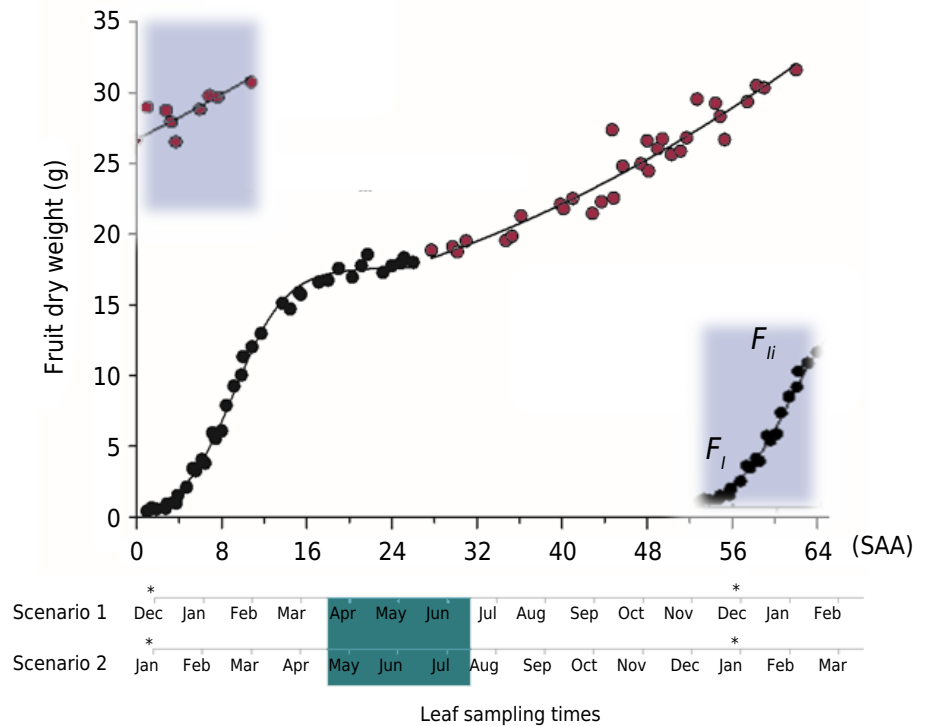 35
30
25
20
15
10
5
0
Fruit dry weight (g)
F_Ii
F_I
0 8 16 24 32 40 48 56 64 (SAA)
* *
Scenario 1 Dec Jan Feb Mar Apr May Jun Jul Aug Sep Oct Nov Dec Jan Feb
* *
Scenario 2 Jan Feb Mar Apr May Jun Jul Aug Sep Oct Nov Dec Jan Feb Mar
Leaf sampling times